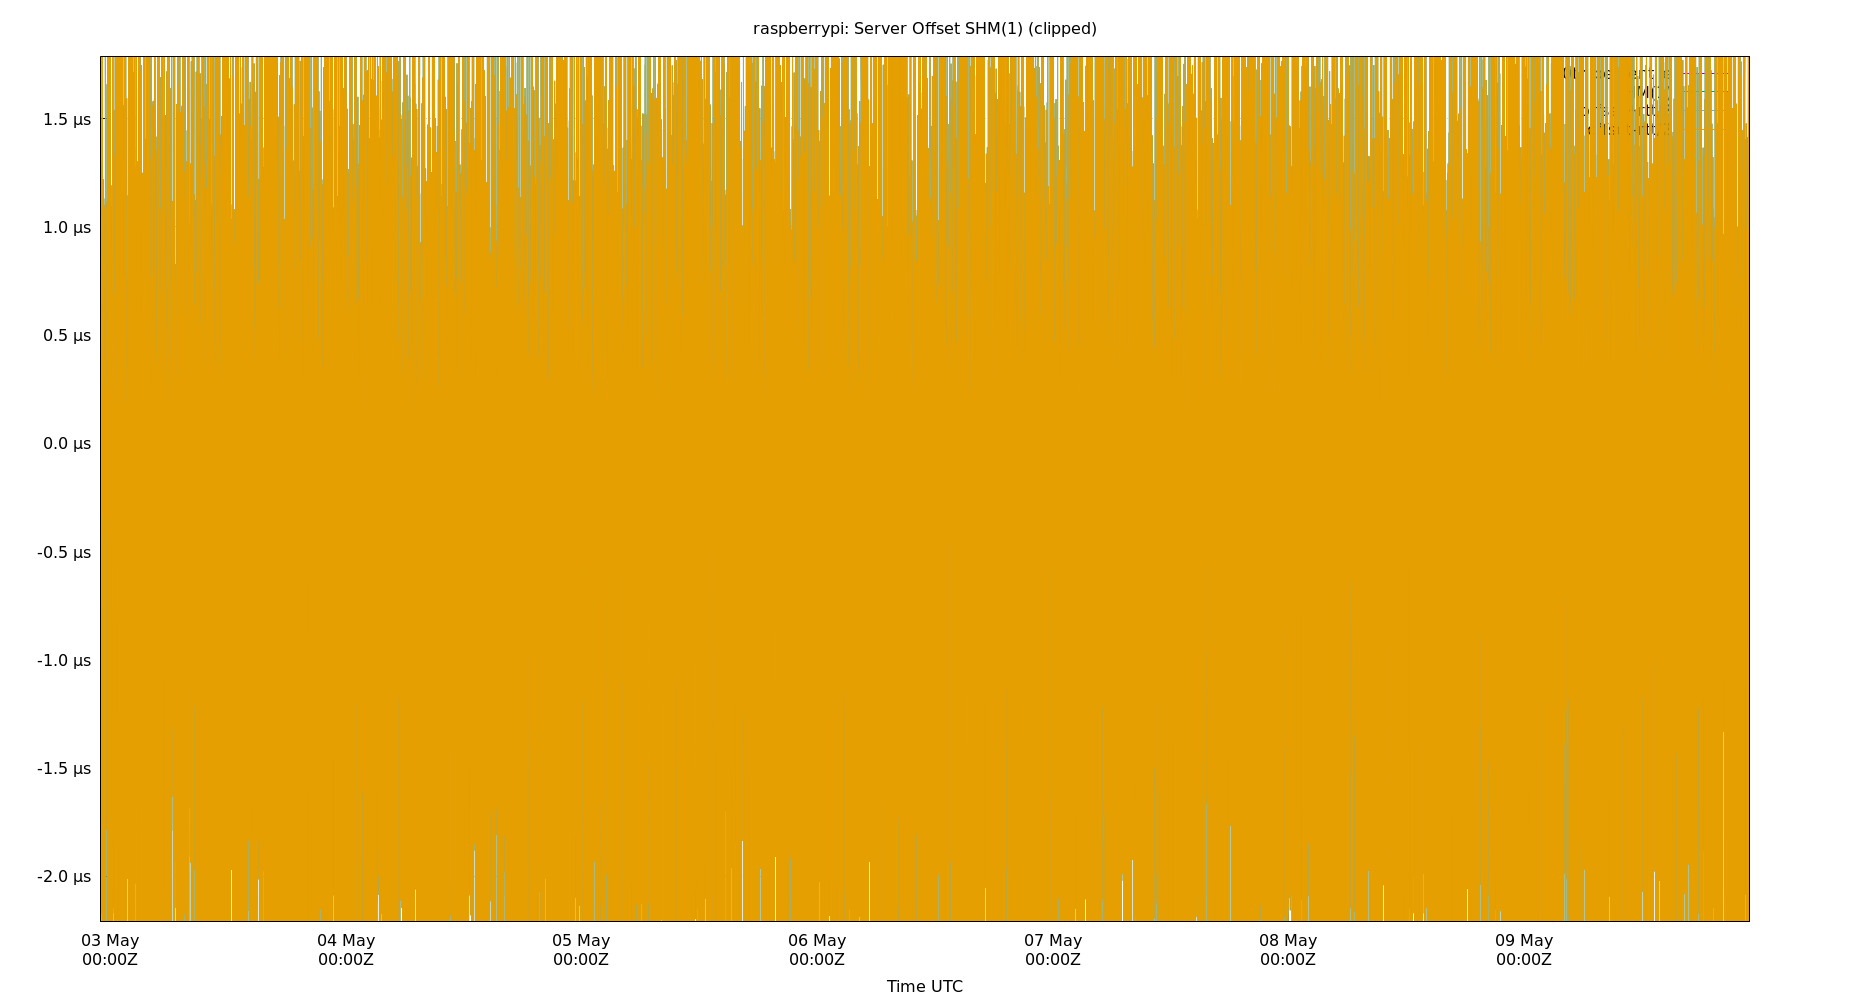 raspberrypi: Server Offset SHM(1) (clipped)
1.5 µs
1.0 µs
0.5 µs
0.0 µs
-0.5 µs
-1.0 µs
-1.5 µs
-2.0 µs
03 May 04 May 05 May 06 May 07 May 08 May 09 May
00:00Z 00:00Z 00:00Z 00:00Z 00:00Z 00:00Z 00:00Z
Time UTC